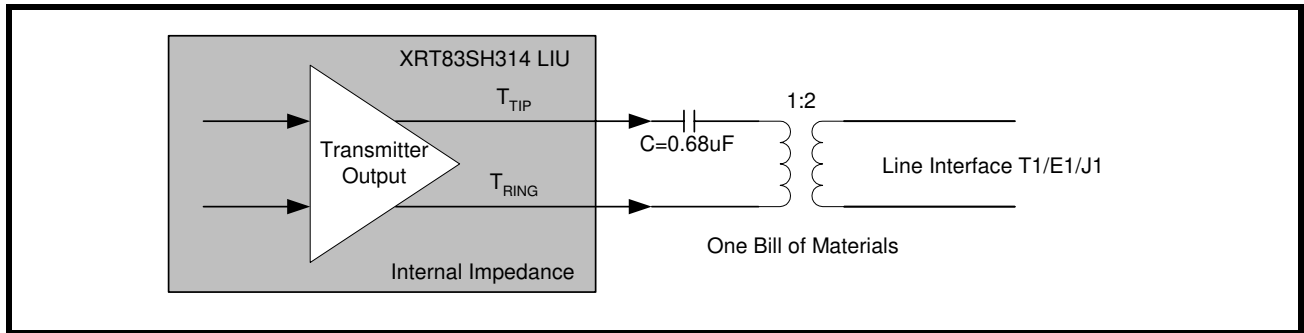 XRT83SH314 LIU
TTIP
1:2
C=0.68uF
Transmitter
Output
Line Interface T1/E1/J1
TRING
One Bill of Materials
Internal Impedance